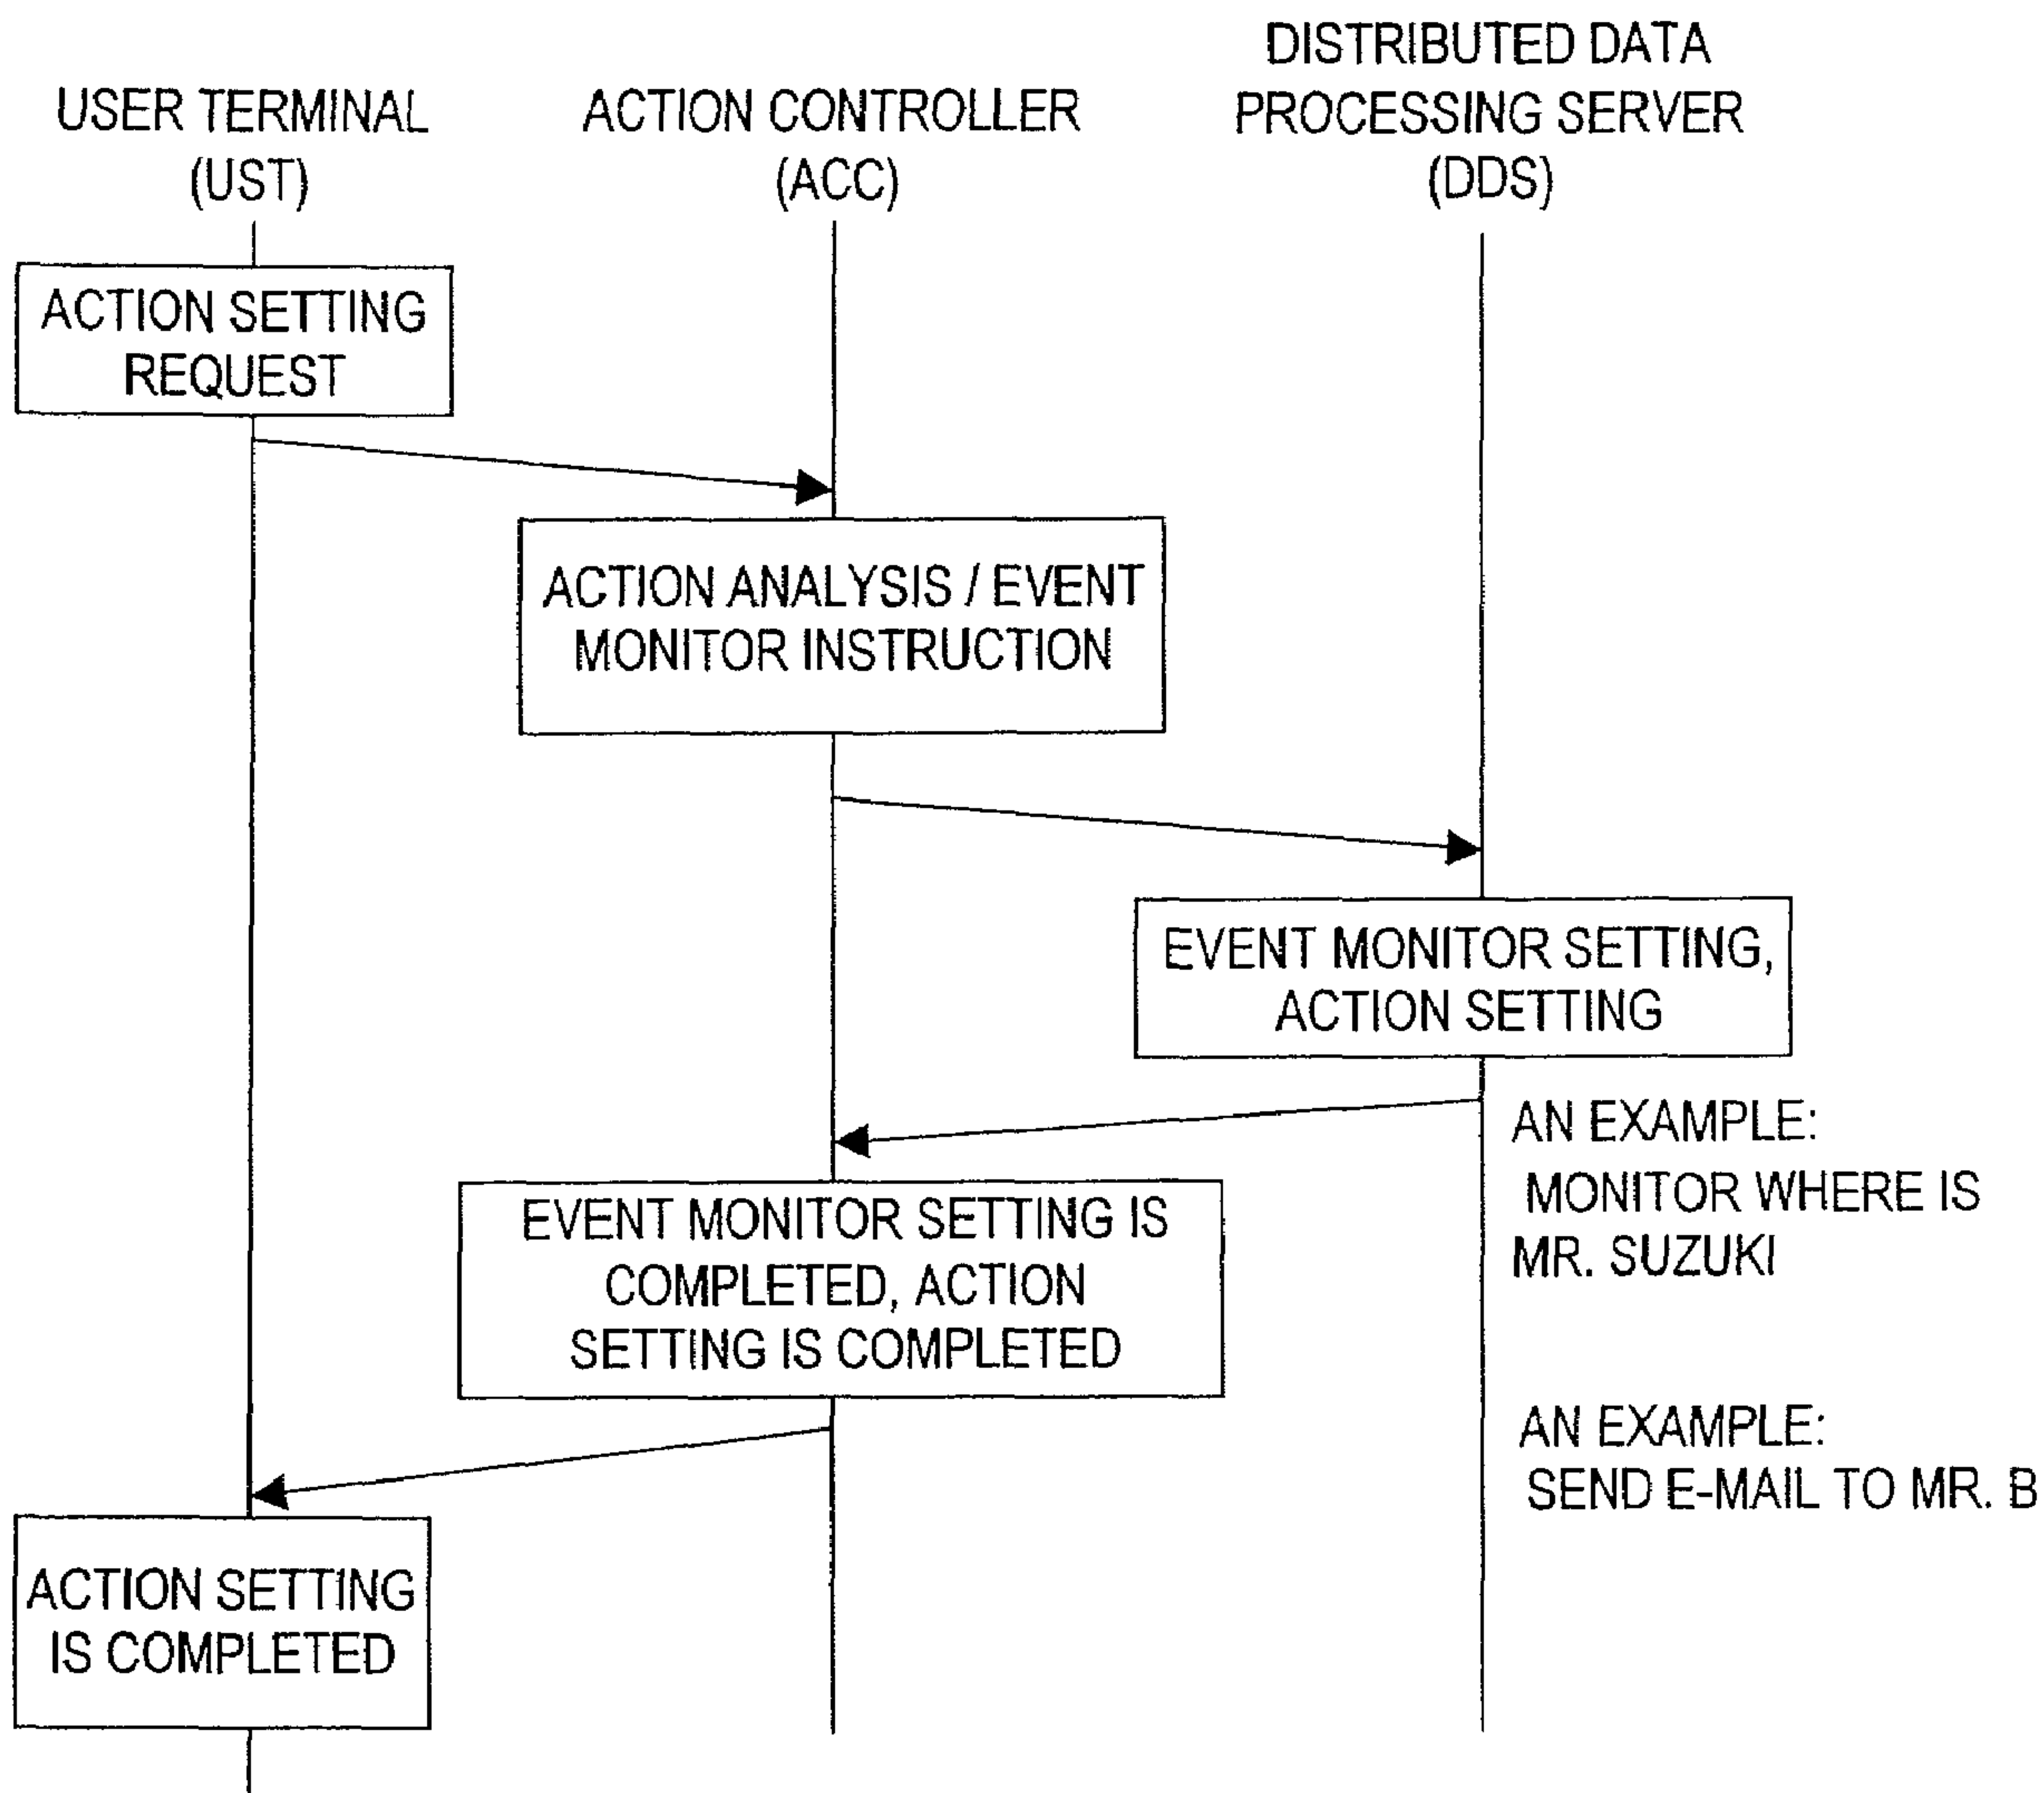 USER TERMINAL
(UST)
ACTION CONTROLLER
(ACC)
DISTRIBUTED DATA
PROCESSING SERVER
(DDS)
ACTION SETTING
REQUEST
ACTION ANALYSIS / EVENT
MONITOR INSTRUCTION
EVENT MONITOR SETTING,
ACTION SETTING
AN EXAMPLE:
MONITOR WHERE IS
MR. SUZUKI
EVENT MONITOR SETTING IS
COMPLETED, ACTION
SETTING IS COMPLETED
AN EXAMPLE:
SEND E-MAIL TO MR. B
ACTION SETTING
IS COMPLETED